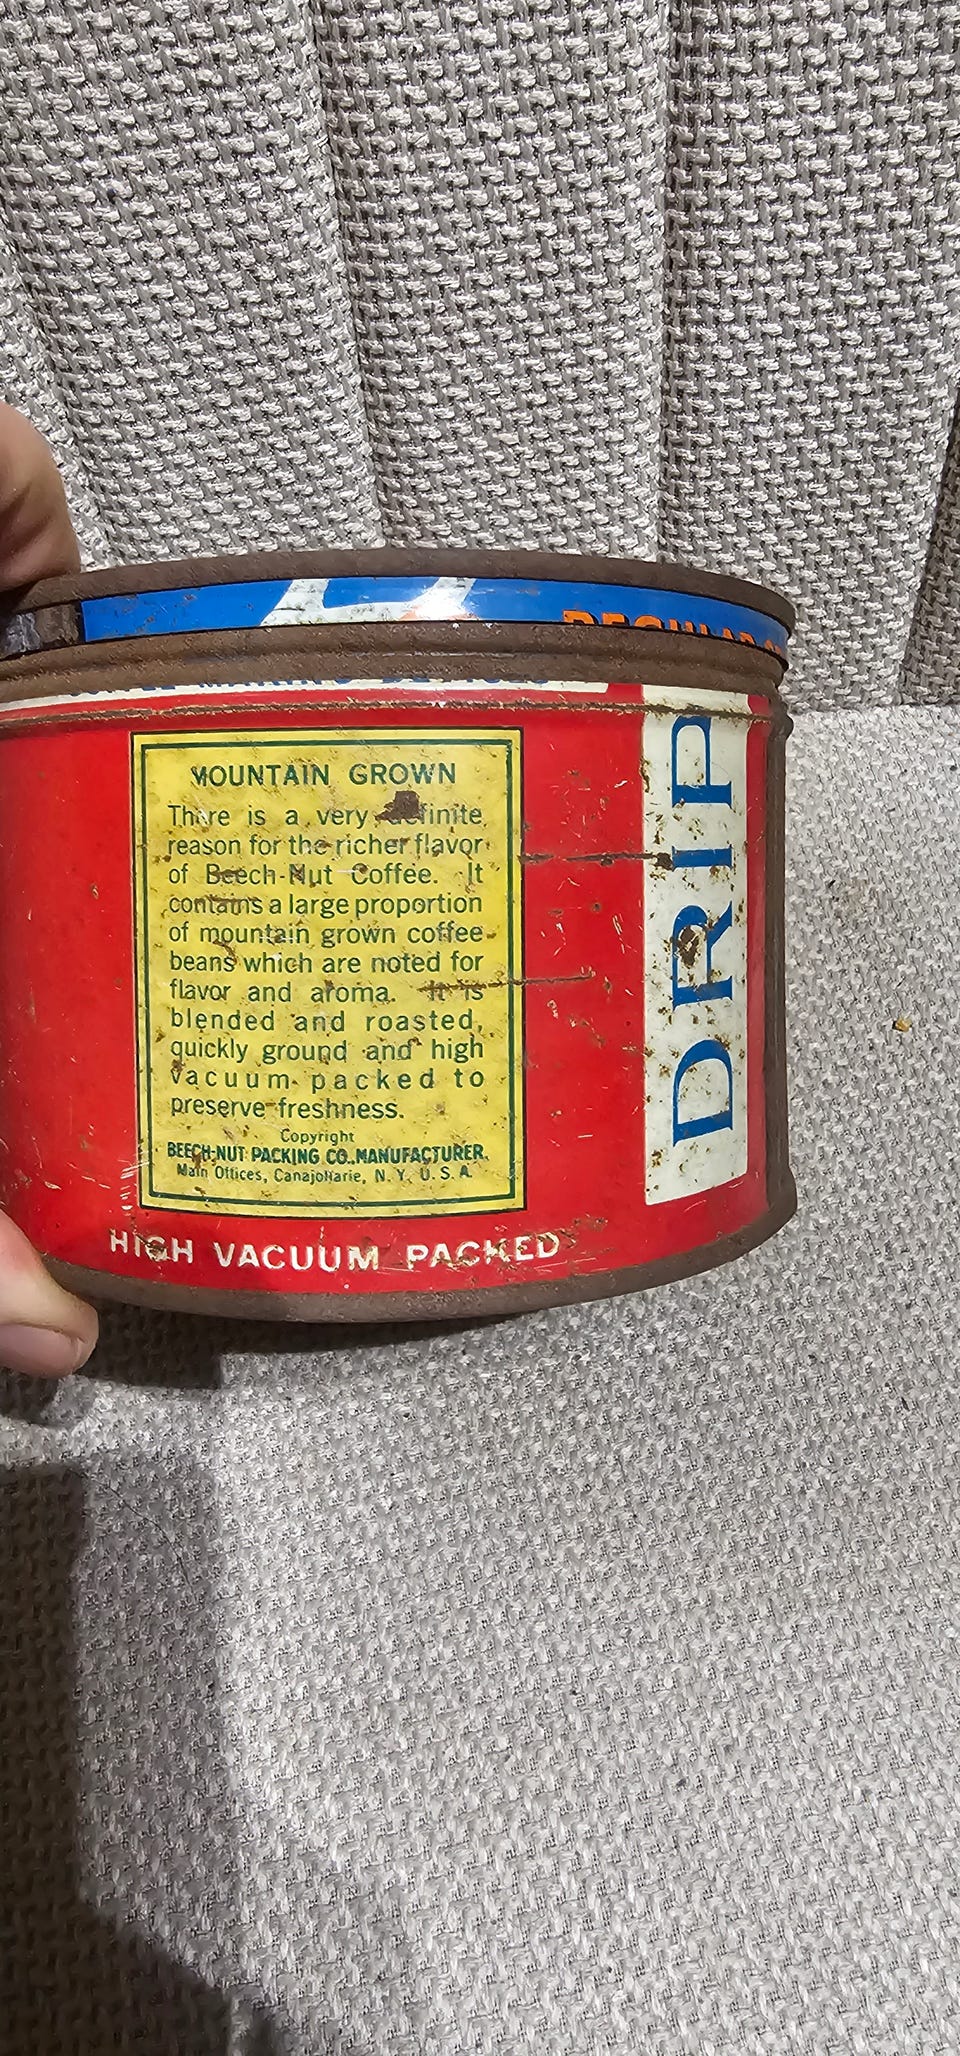 REGULAR
MOUNTAIN GROWN
There is a very definite
reason for the richer flavor
of Beech-Nut Coffee. It
contains a large proportion
of mountain grown coffee
beans which are noted for
flavor and aroma. It is
blended and roasted,
quickly ground and high
vacuum packed to
preserve freshness.
Copyright
BEECH-NUT PACKING CO. MANUFACTURER.
Main Offices, Canajoharie, N. Y. U. S. A.
HIGH VACUUM PACKED
DRIP